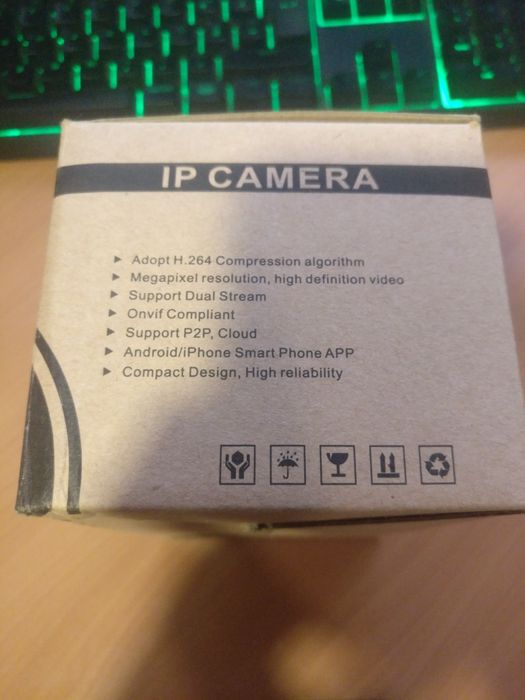 IP CAMERA
► Adopt H.264 Compression algorithm
► Megapixel resolution, high definition video
► Support Dual Stream
► Onvif Compliant
► Support P2P, Cloud
► Android/iPhone Smart Phone APP
► Compact Design, High reliability